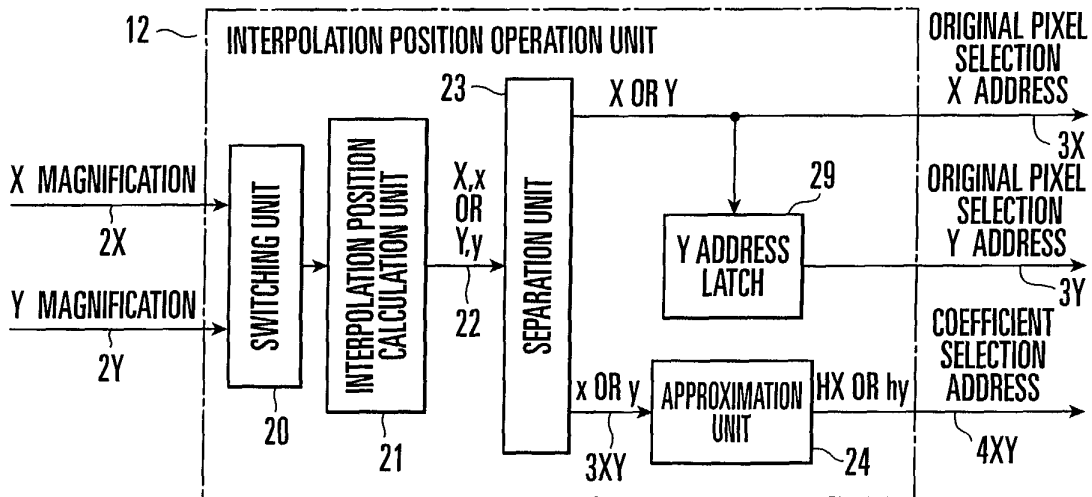 12
INTERPOLATION POSITION OPERATION UNIT
ORIGINAL PIXEL
SELECTION
X ADDRESS
3X
23
X OR Y
X MAGNIFICATION
2X
Y MAGNIFICATION
2Y
SWITCHING UNIT
20
INTERPOLATION POSITION
CALCULATION UNIT
21
X,x
OR
Y,y
22
SEPARATION UNIT
29
Y ADDRESS
LATCH
ORIGINAL PIXEL
SELECTION
Y ADDRESS
3Y
x OR y
3XY
APPROXIMATION
UNIT
24
HX OR hy
COEFFICIENT
SELECTION
ADDRESS
4XY